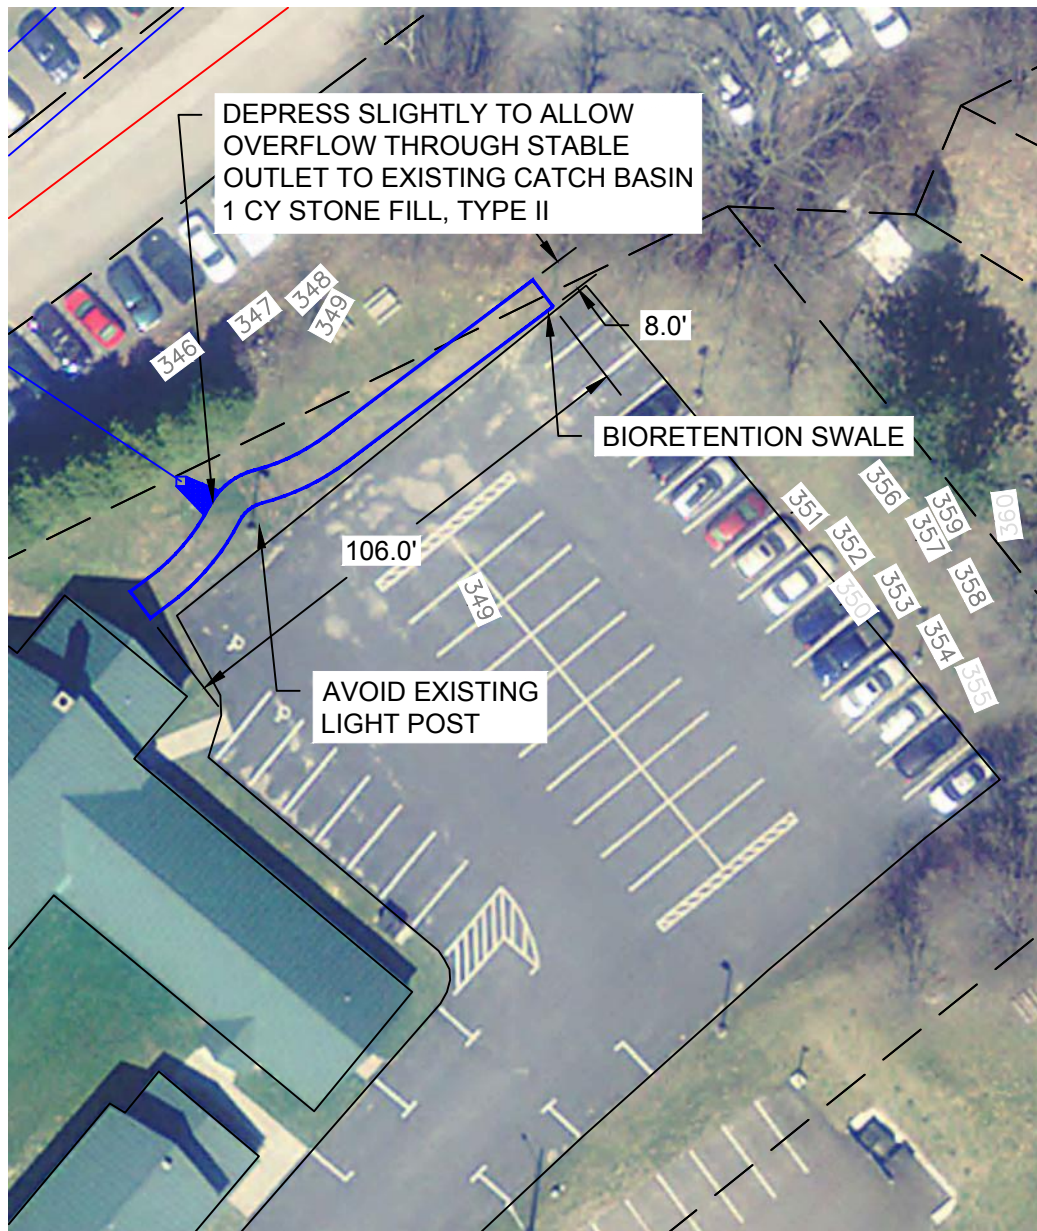 DEPRESS SLIGHTLY TO ALLOW
OVERFLOW THROUGH STABLE
OUTLET TO EXISTING CATCH BASIN
1 CY STONE FILL, TYPE II
346
347
348
349
8.0'
BIORETENTION SWALE
106.0'
349
351
352
350
353
354
355
356
357
359
358
360
AVOID EXISTING
LIGHT POST